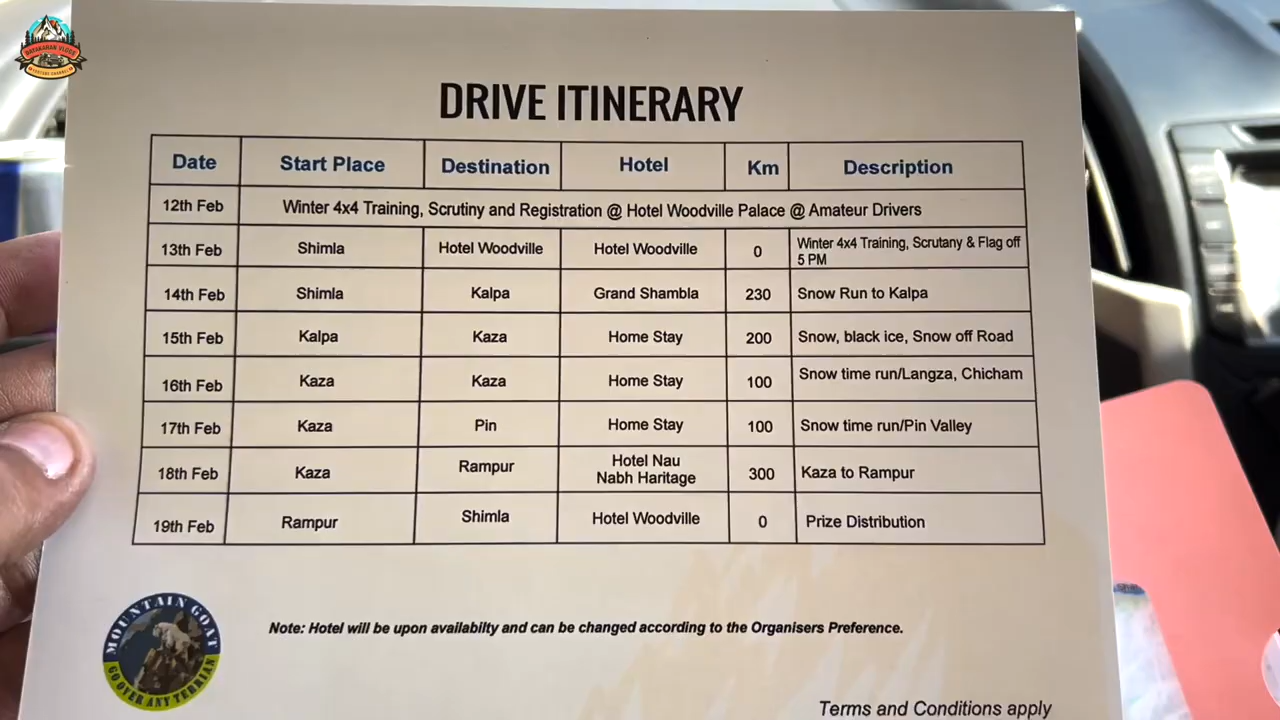 BATAKARAN VLOGS
YOUTUBE CHANNEL
DRIVE ITINERARY
Date Start Place Destination Hotel Km Description
12th Feb Winter 4x4 Training, Scrutiny and Registration @ Hotel Woodville Palace @ Amateur Drivers
13th Feb Shimla Hotel Woodville Hotel Woodville 0 Winter 4x4 Training, Scrutany & Flag off
5 PM
14th Feb Shimla Kalpa Grand Shambla 230 Snow Run to Kalpa
15th Feb Kalpa Kaza Home Stay 200 Snow, black ice, Snow off Road
16th Feb Kaza Kaza Home Stay 100 Snow time run/Langza, Chicham
17th Feb Kaza Pin Home Stay 100 Snow time run/Pin Valley
18th Feb Kaza Rampur Hotel Nau
Nabh Haritage 300 Kaza to Rampur
19th Feb Rampur Shimla Hotel Woodville 0 Prize Distribution
MOUNTAIN GOAT
GO OVER ANY TERRIAN
Note: Hotel will be upon availabilty and can be changed according to the Organisers Preference.
Terms and Conditions apply